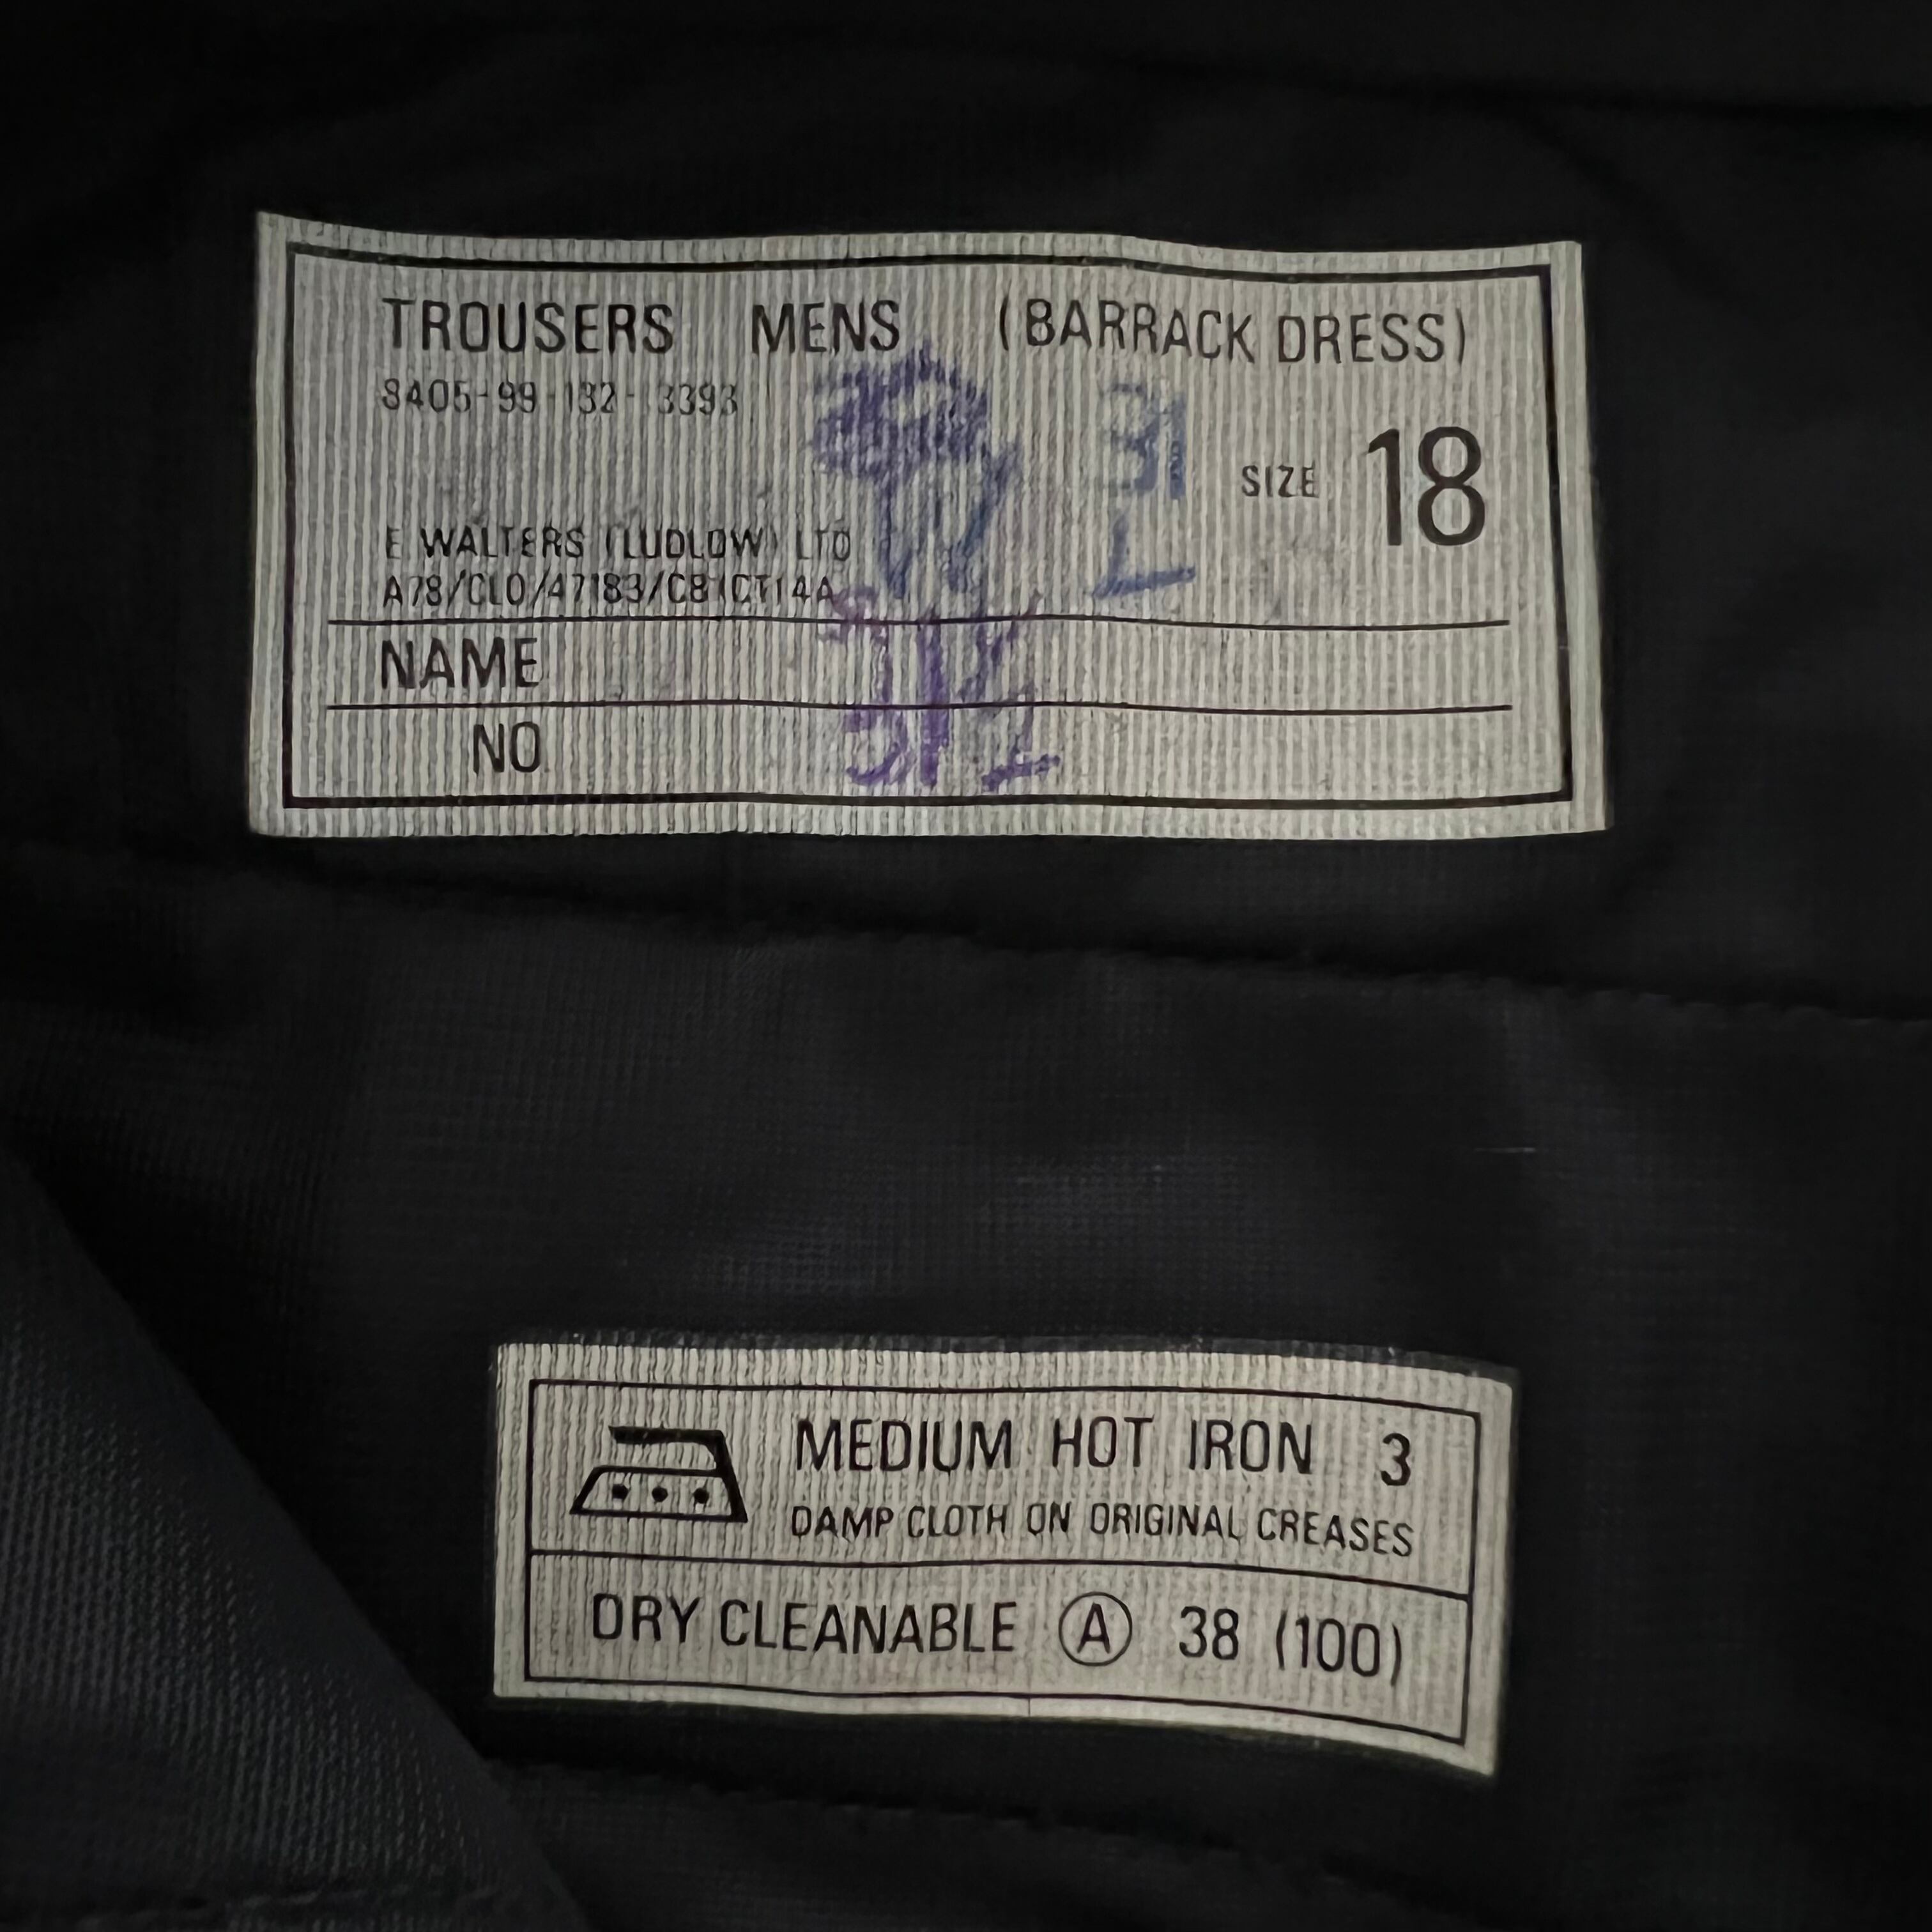 TROUSERS MENS (BARRACK DRESS)
8405-99-132-3393
31
L
SIZE 18
E WALTERS (LUDLOW) LTD
A78/CLO/47183/CB1CT14A
NAME
NO
MEDIUM HOT IRON 3
DAMP CLOTH ON ORIGINAL CREASES
DRY CLEANABLE Ⓐ 38 (100)